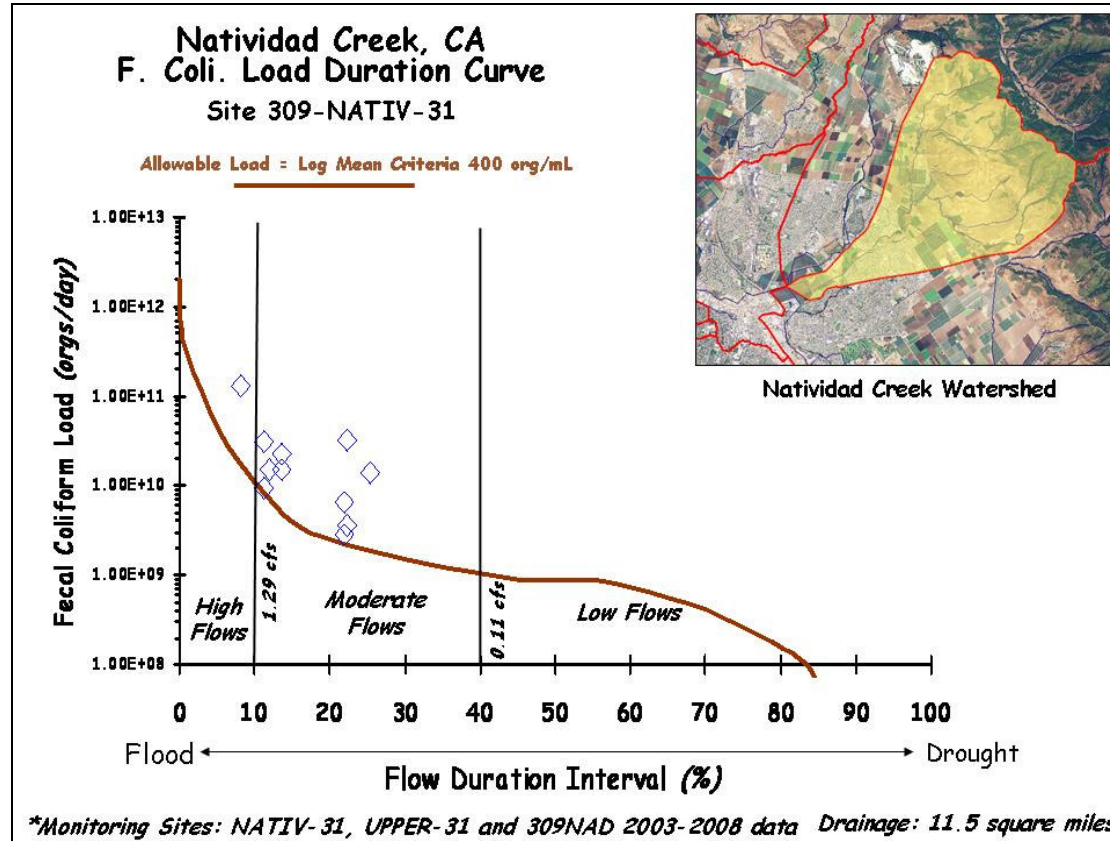 Natividad Creek, CA
F. Coli. Load Duration Curve
Site 309-NATIV-31
Allowable Load = Log Mean Criteria 400 org/mL
Fecal Coliform Load (orgs/day)
1.00E+13
1.00E+12
1.00E+11
1.00E+10
1.00E+09
1.00E+08
High
Flows
1.29 cfs
Moderate
Flows
0.11 cfs
Low Flows
0 10 20 30 40 50 60 70 80 90 100
Flood
Drought
Flow Duration Interval (%)
Natividad Creek Watershed
*Monitoring Sites: NATIV-31, UPPER-31 and 309NAD 2003-2008 data Drainage: 11.5 square miles